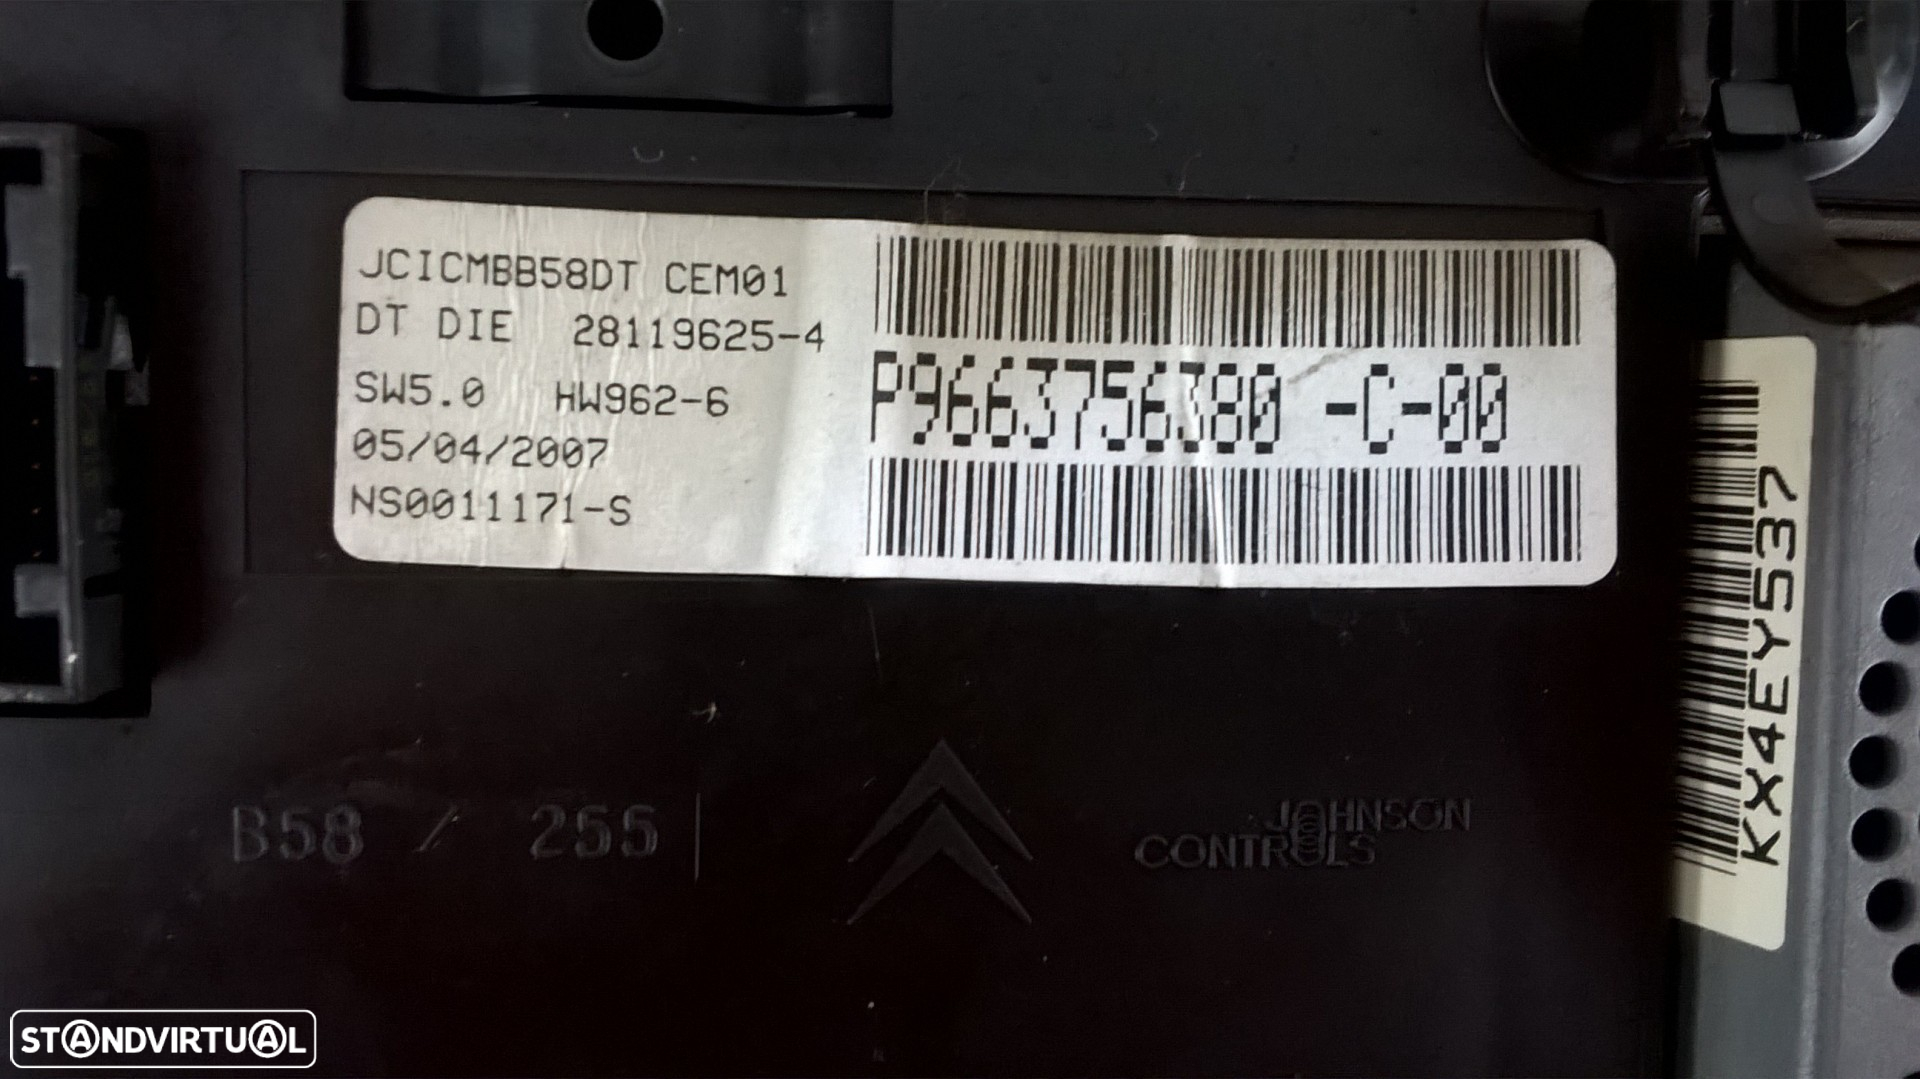 JCICMBB58DT CEM01
DT DIE 28119625-4
SW5.0 HW962-6
05/04/2007
NS0011171-S
P9663756380 -C-00
KX4EY537
B58 / 255
JOHNSON
CONTROLS
STANDVIRTUAL